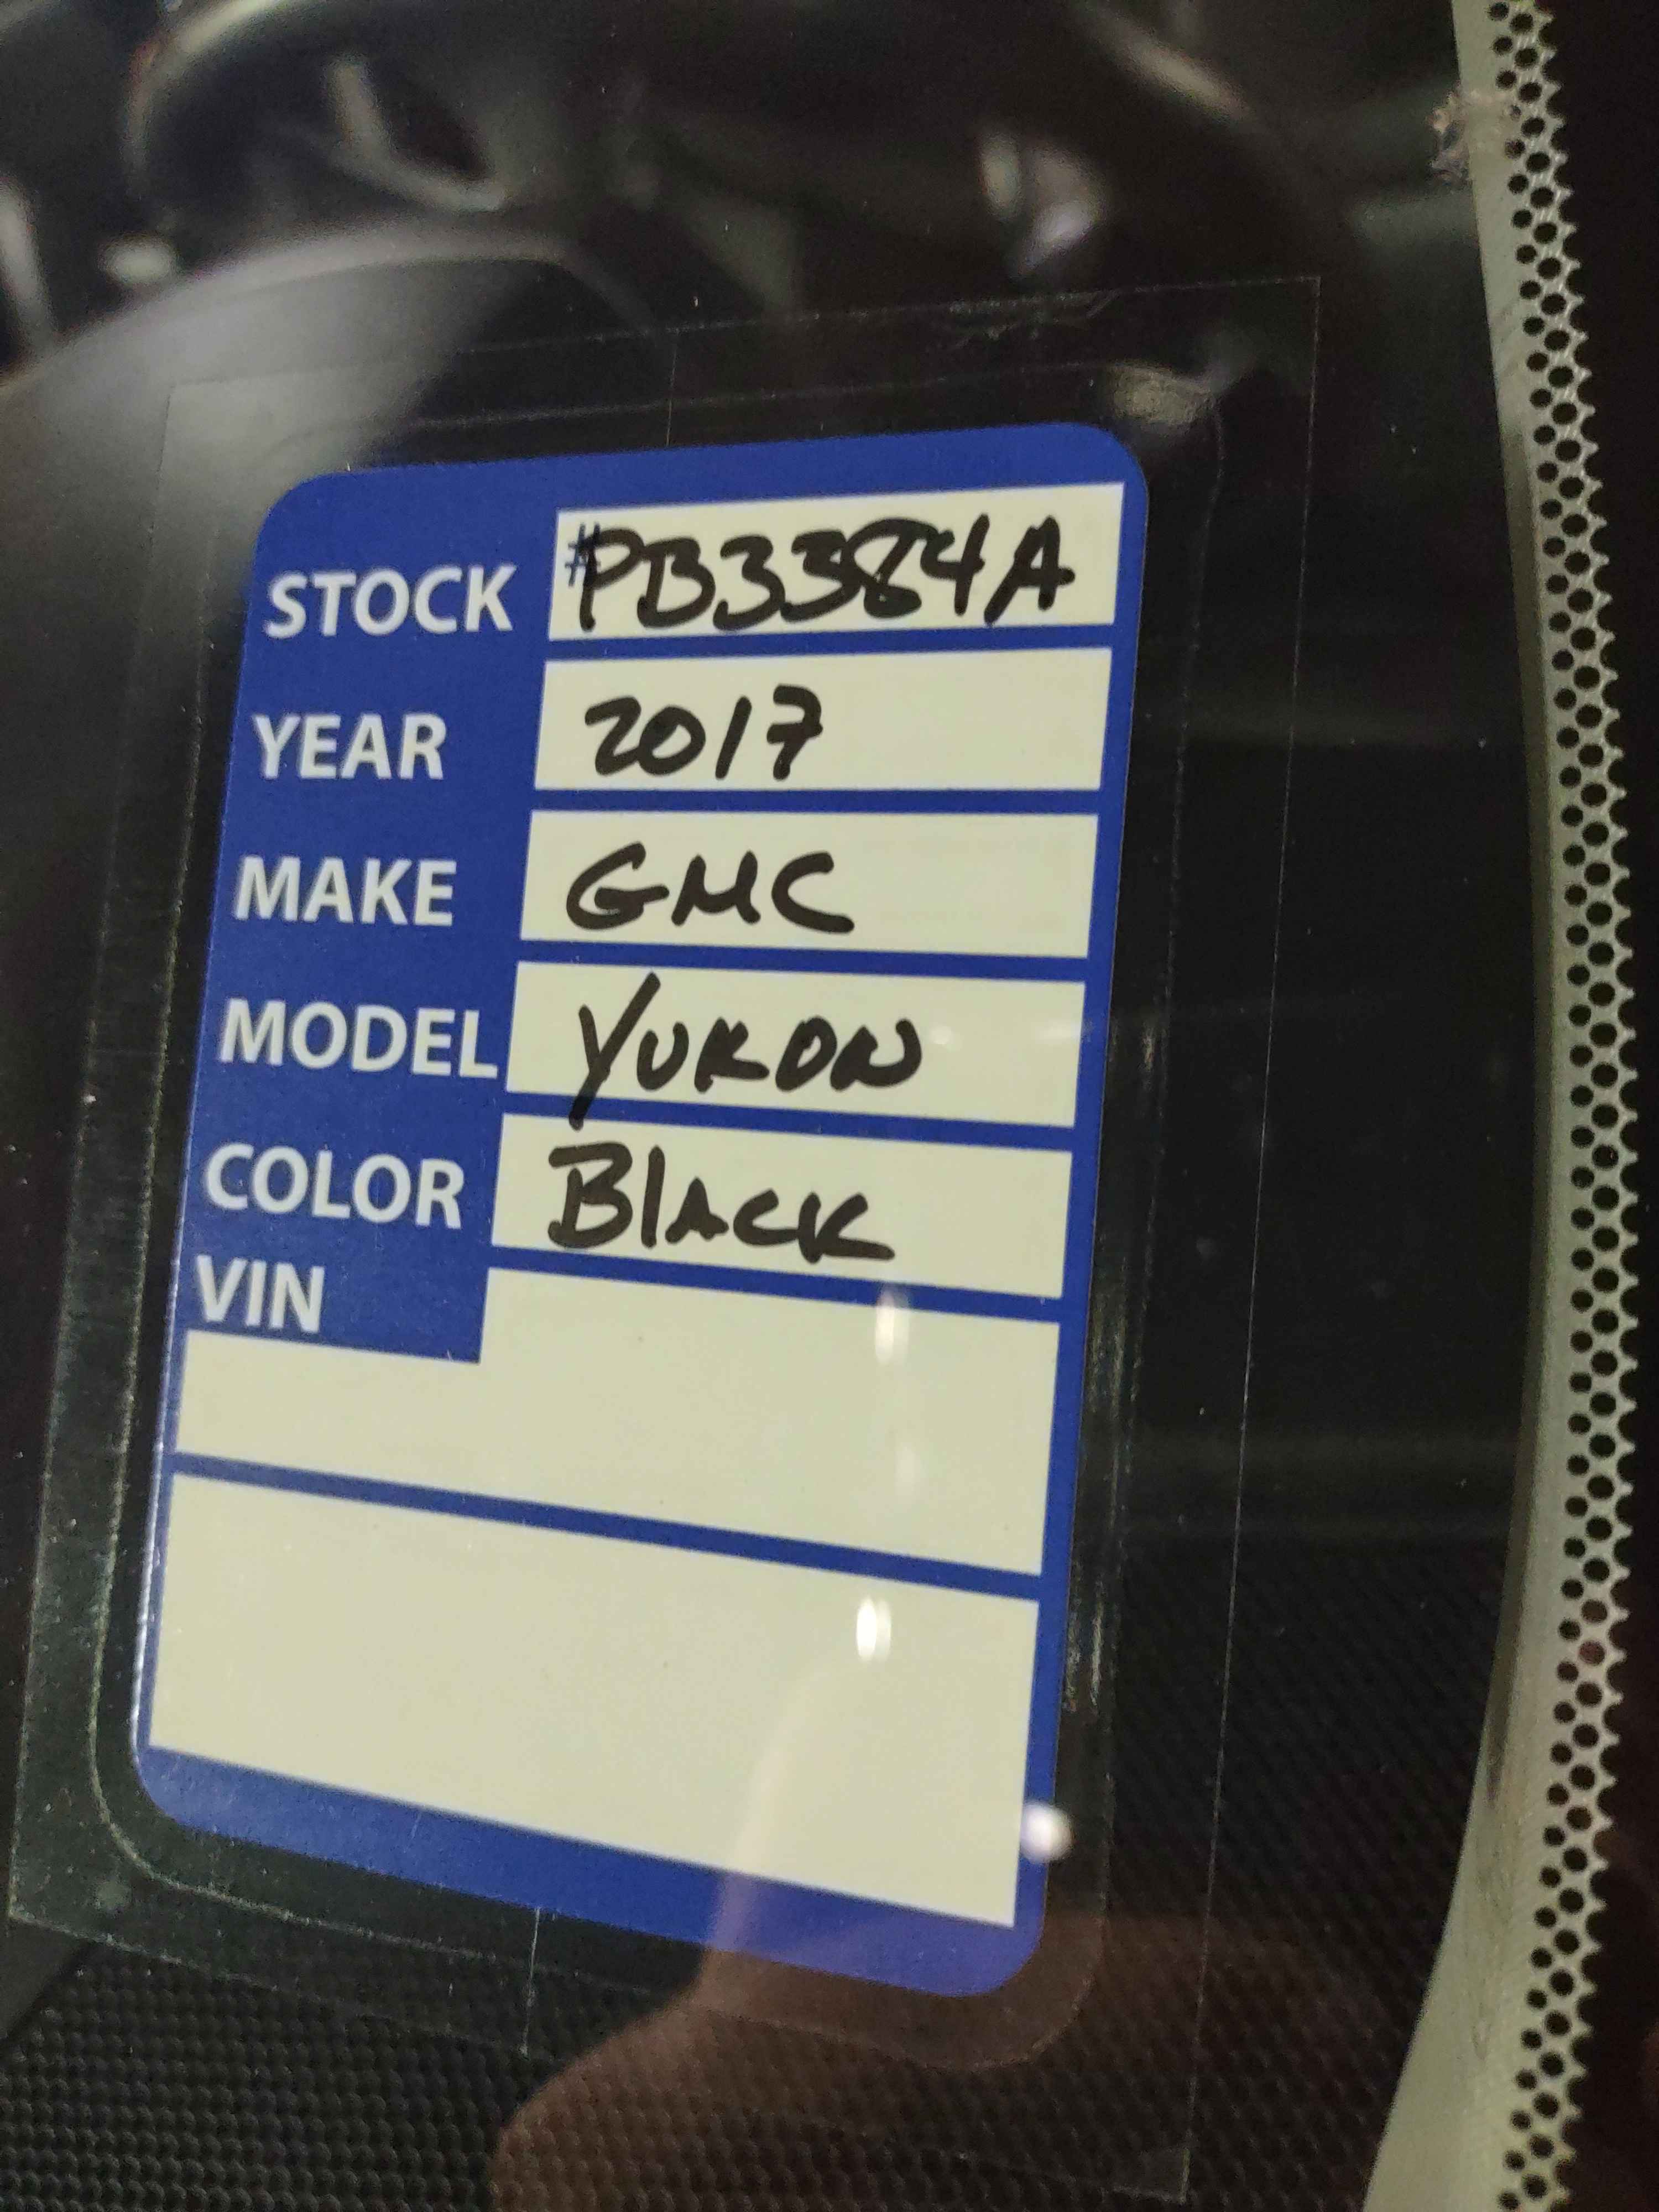 STOCK #PB3384A
YEAR 2017
MAKE GMC
MODEL YUKON
COLOR BlACK
VIN